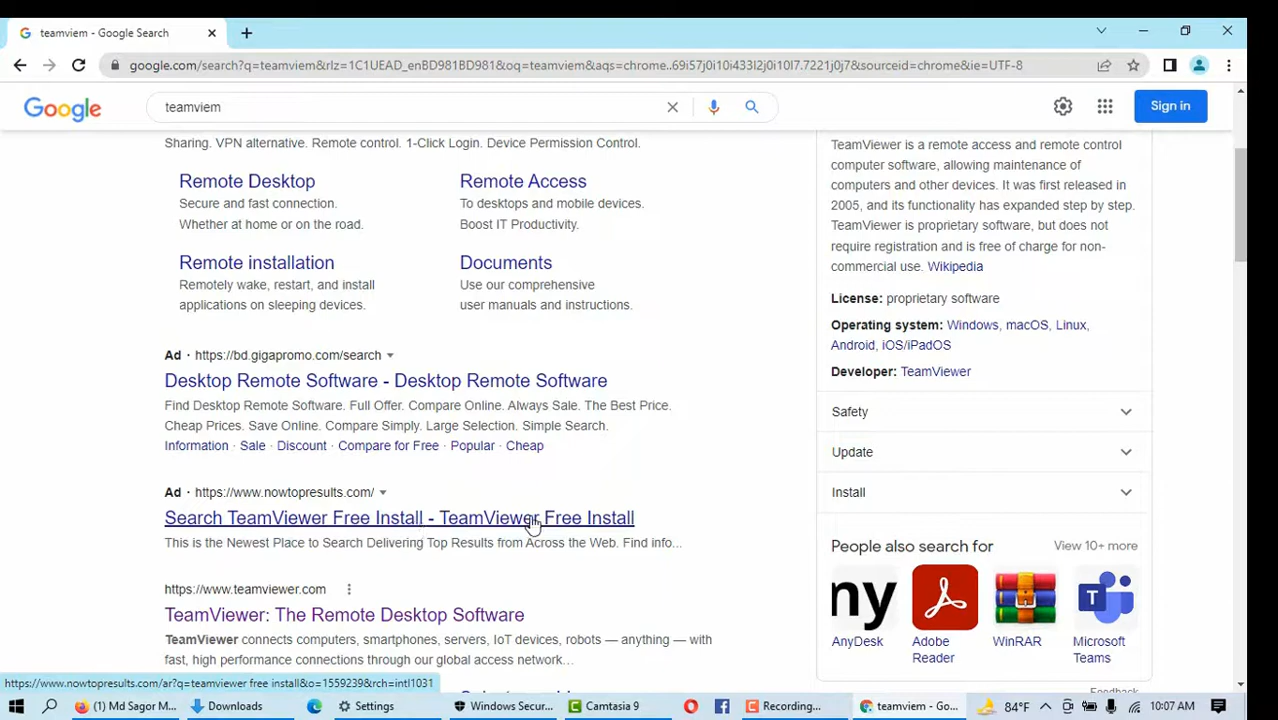 teamviem - Google Search
google.com/search?q=teamviem&rlz=1C1UEAD_enBD981BD981&oq=teamviem&aqs=chrome..69i57j0i10i433l2j0i10l7.7221j0j7&sourceid=chrome&ie=UTF-8
Google
teamviem
Sign in
Sharing. VPN alternative. Remote control. 1-Click Login. Device Permission Control.
Remote Desktop
Secure and fast connection.
Whether at home or on the road.
Remote Access
To desktops and mobile devices.
Boost IT Productivity.
Remote installation
Remotely wake, restart, and install
applications on sleeping devices.
Documents
Use our comprehensive
user manuals and instructions.
Ad · https://bd.gigapromo.com/search
Desktop Remote Software - Desktop Remote Software
Find Desktop Remote Software. Full Offer. Compare Online. Always Sale. The Best Price.
Cheap Prices. Save Online. Compare Simply. Large Selection. Simple Search.
Information · Sale · Discount · Compare for Free · Popular · Cheap
Ad · https://www.nowtopresults.com/
Search TeamViewer Free Install - TeamViewer Free Install
This is the Newest Place to Search Delivering Top Results from Across the Web. Find info...
https://www.teamviewer.com
TeamViewer: The Remote Desktop Software
TeamViewer connects computers, smartphones, servers, IoT devices, robots — anything — with
fast, high performance connections through our global access network...
TeamViewer is a remote access and remote control
computer software, allowing maintenance of
computers and other devices. It was first released in
2005, and its functionality has expanded step by step.
TeamViewer is proprietary software, but does not
require registration and is free of charge for non-
commercial use. Wikipedia
License: proprietary software
Operating system: Windows, macOS, Linux,
Android, iOS/iPadOS
Developer: TeamViewer
Safety
Update
Install
People also search for
View 10+ more
ny
AnyDesk
Adobe
Reader
WinRAR
T
Microsoft
Teams
Feedback
https://www.nowtopresults.com/ar?q=teamviewer free install&o=1559239&rch=intl1031
(1) Md Sagor M...
Downloads
Settings
Windows Secur...
Camtasia 9
Recording...
teamviem - Go...
84°F
10:07 AM